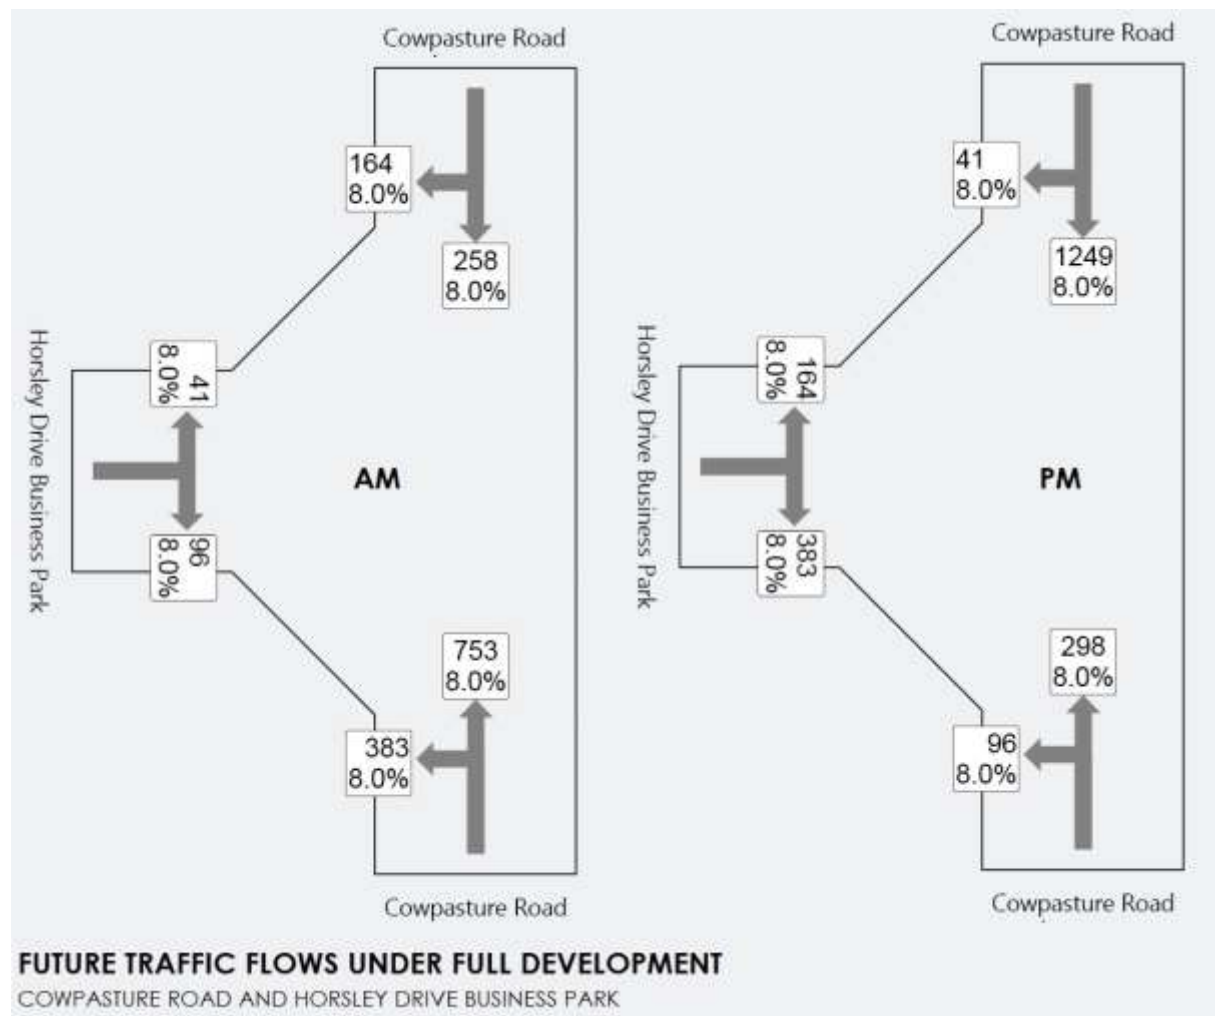 Cowpasture Road
164
8.0%
258
8.0%
Horsley Drive Business Park
41
8.0%
AM
96
8.0%
753
8.0%
383
8.0%
Cowpasture Road
Cowpasture Road
41
8.0%
1249
8.0%
Horsley Drive Business Park
164
8.0%
PM
383
8.0%
298
8.0%
96
8.0%
Cowpasture Road
FUTURE TRAFFIC FLOWS UNDER FULL DEVELOPMENT
COWPASTURE ROAD AND HORSLEY DRIVE BUSINESS PARK